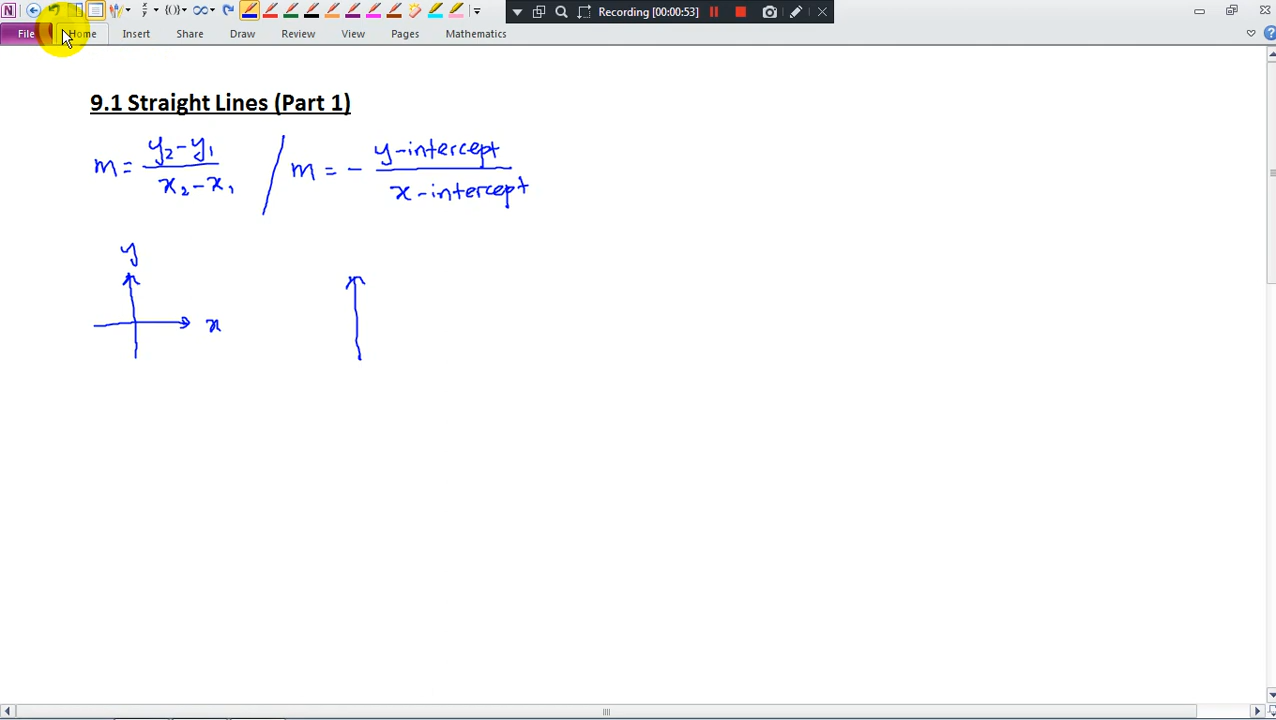 Recording [00:00:53]
File Home Insert Share Draw Review View Pages Mathematics
9.1 Straight Lines (Part 1)
m = y₂-y₁ / x₂-x₁ / m = - y-intercept / x-intercept
y
x